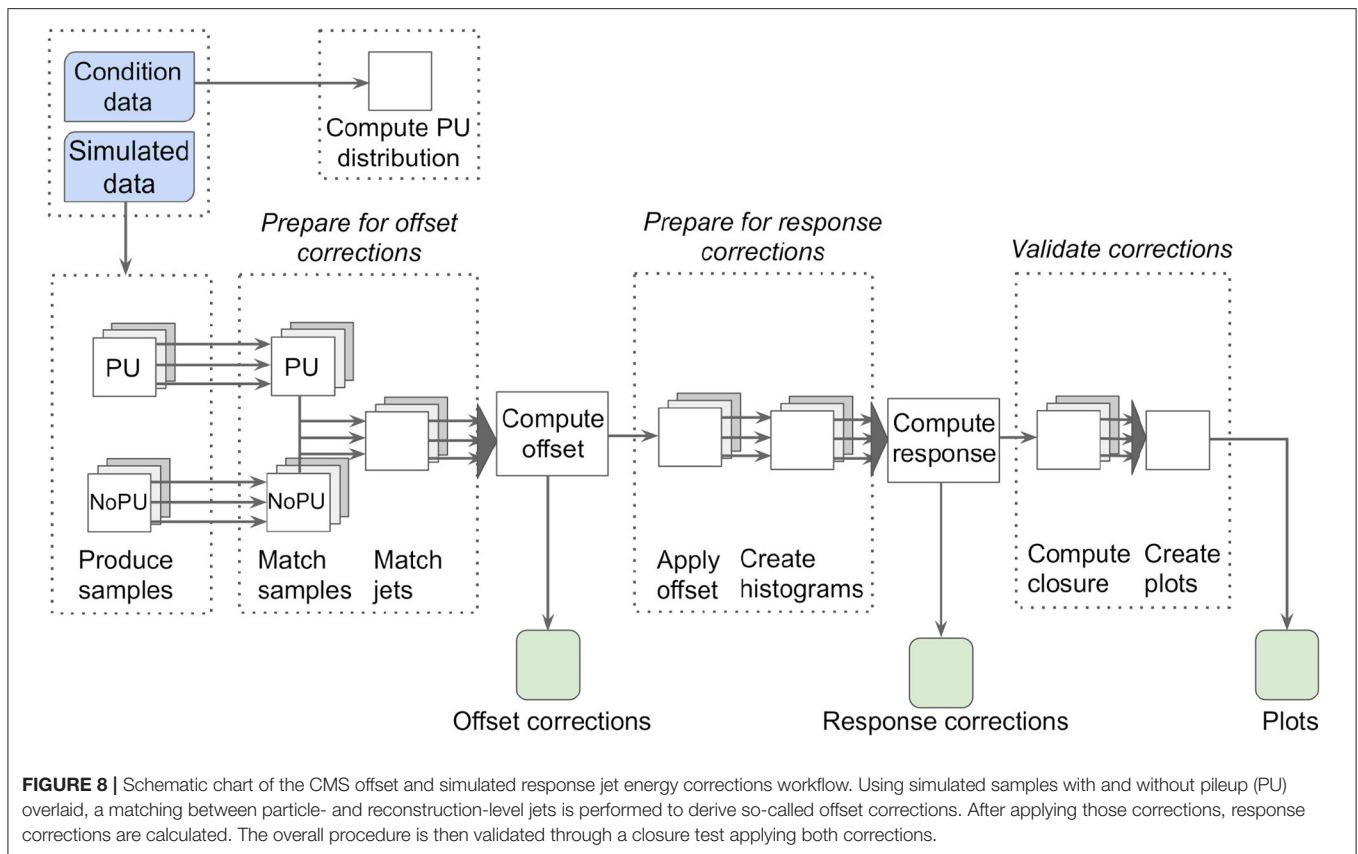 Condition
data
Simulated
data
Compute PU
distribution
Prepare for offset
corrections
Prepare for response
corrections
Validate corrections
PU
PU
NoPU
NoPU
Compute
offset
Compute
response
Produce
samples
Match
samples
Match
jets
Apply
offset
Create
histograms
Compute
closure
Create
plots
Offset corrections
Response corrections
Plots
FIGURE 8 | Schematic chart of the CMS offset and simulated response jet energy corrections workflow. Using simulated samples with and without pileup (PU)
overlaid, a matching between particle- and reconstruction-level jets is performed to derive so-called offset corrections. After applying those corrections, response
corrections are calculated. The overall procedure is then validated through a closure test applying both corrections.